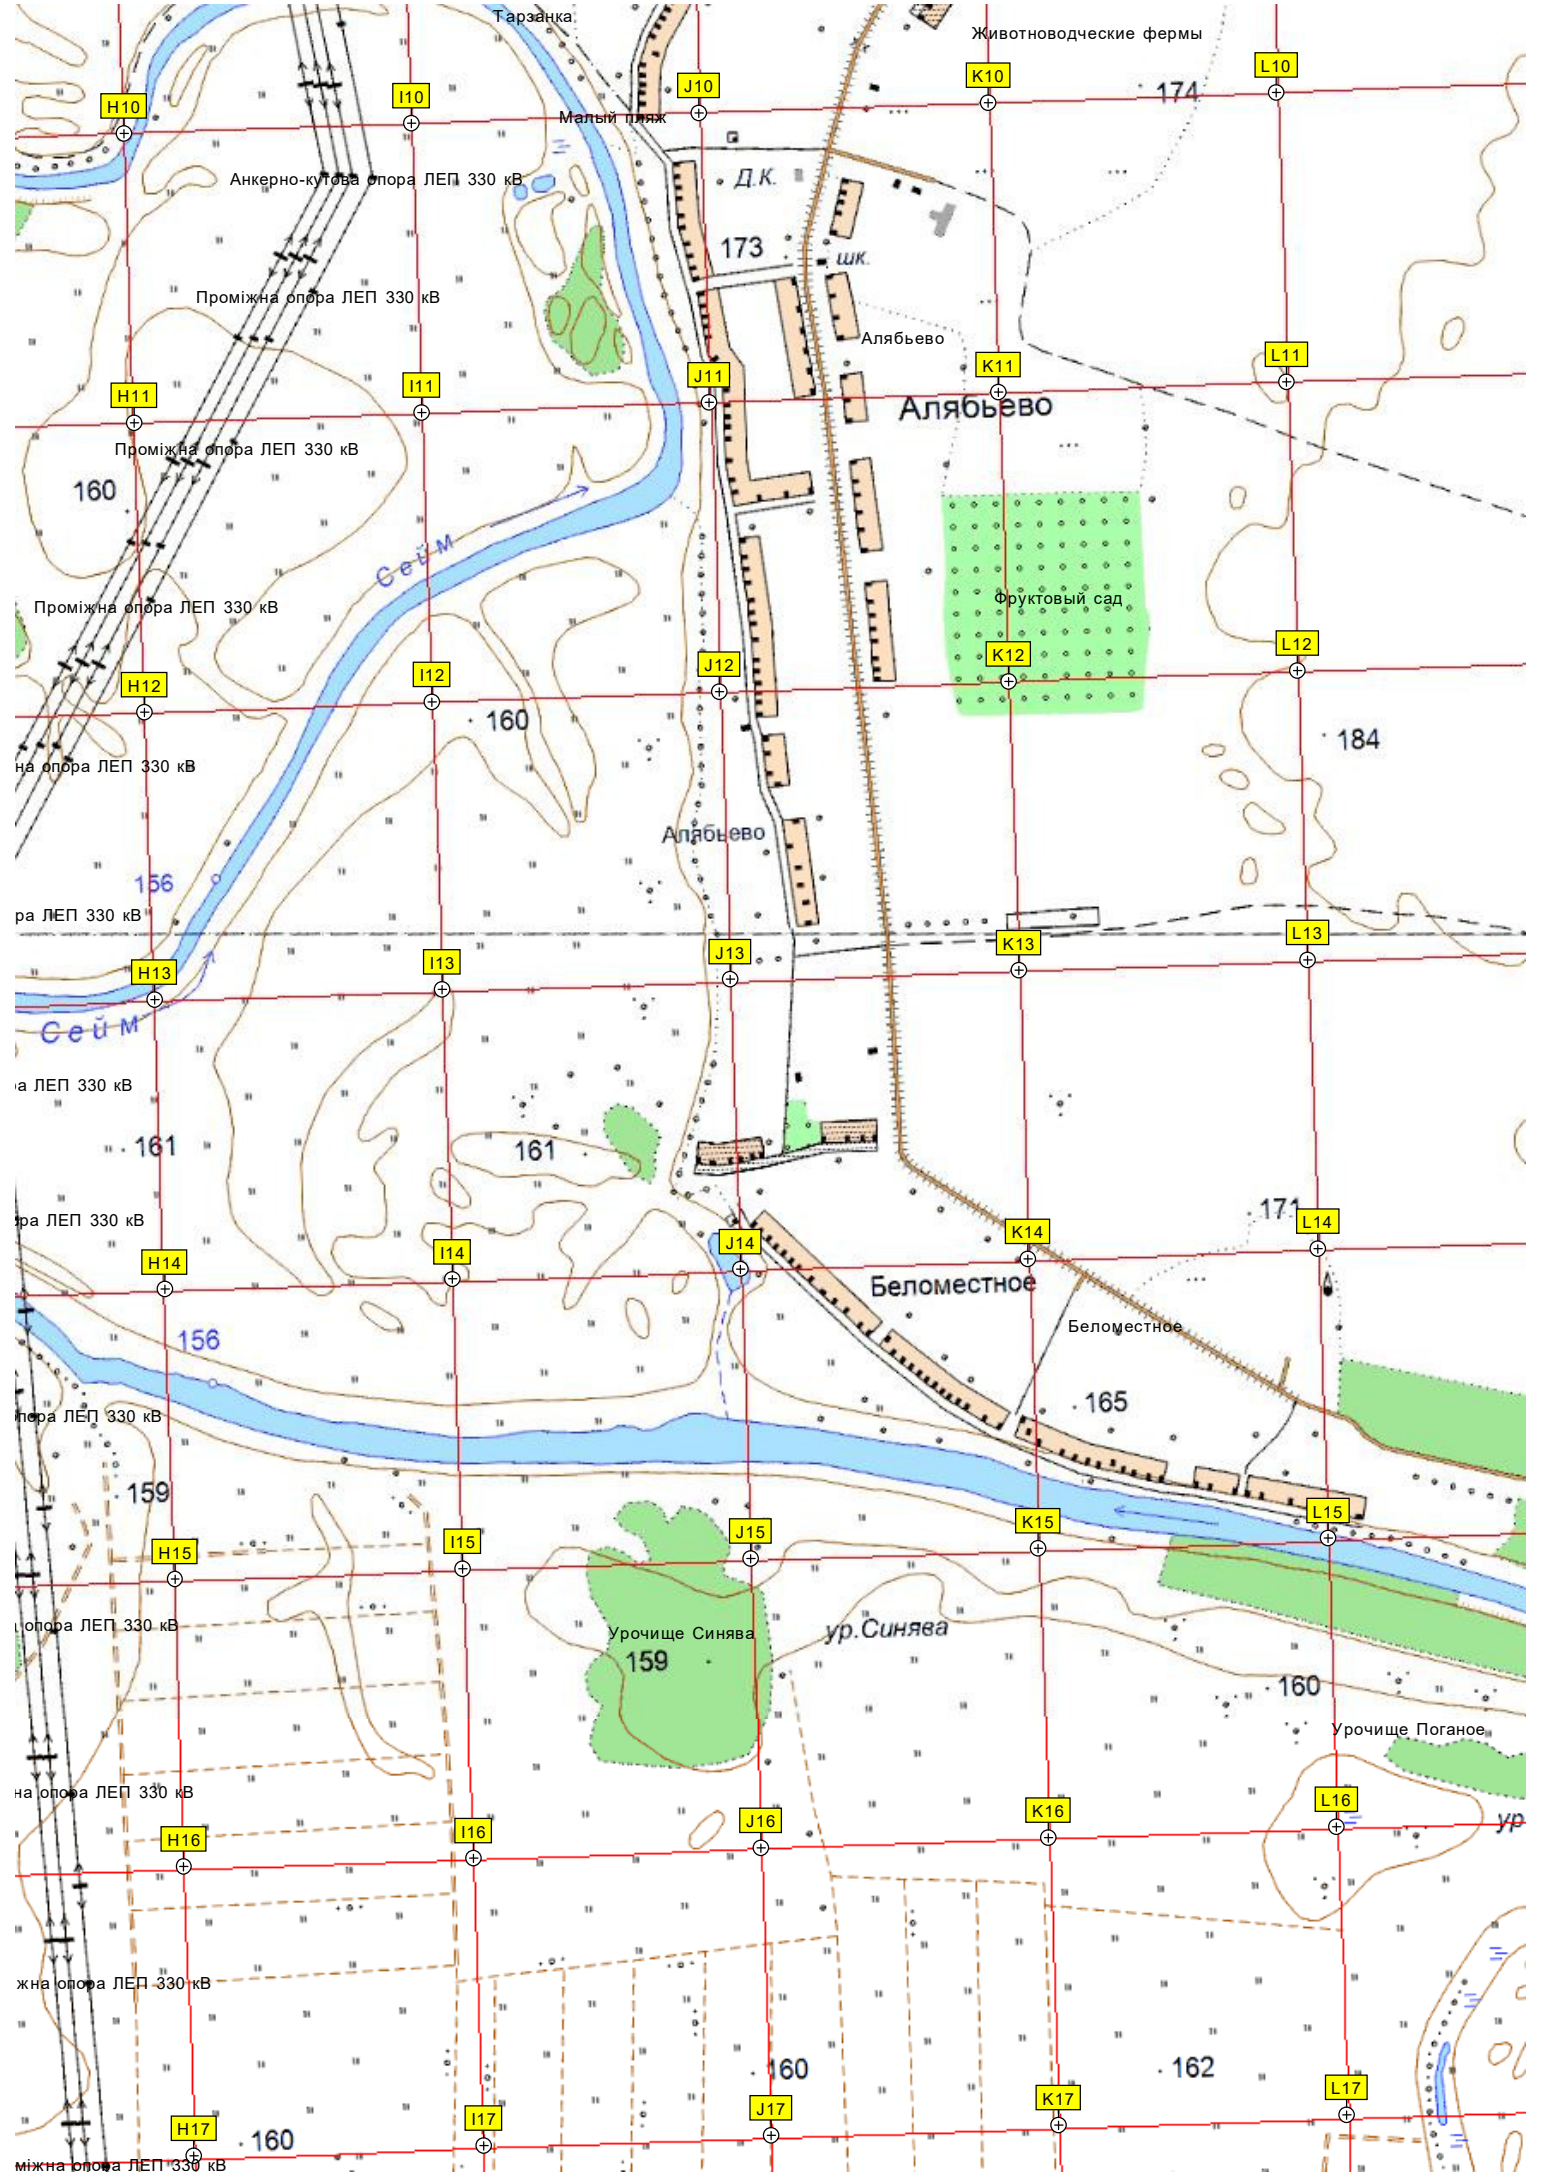 Тарзанка
Животноводческие фермы
L10
K10
174
J10
I10
H10
Малый пляж
Д.К.
Анкерно-кутова опора ЛЕП 330 кВ
173
шк.
Проміжна опора ЛЕП 330 кВ
Алябьево
L11
K11
J11
I11
H11
Алябьево
Проміжна опора ЛЕП 330 кВ
160
Сейм
Фруктовый сад
Проміжна опора ЛЕП 330 кВ
L12
K12
J12
I12
H12
160
184
на опора ЛЕП 330 кВ
Алябьево
156
ра ЛЕП 330 кВ
L13
K13
J13
I13
H13
Сейм
ра ЛЕП 330 кВ
161
161
171
ора ЛЕП 330 кВ
L14
K14
J14
I14
H14
Беломестное
Беломестное
156
165
опора ЛЕП 330 кВ
159
L15
K15
J15
I15
H15
опора ЛЕП 330 кВ
Урочище Синява
ур.Синява
159
160
Урочище Поганое
на опора ЛЕП 330 кВ
L16
K16
J16
I16
H16
ур
жна опора ЛЕП 330 кВ
160
162
L17
K17
J17
I17
H17
160
міжна опора ЛЕП 330 кВ